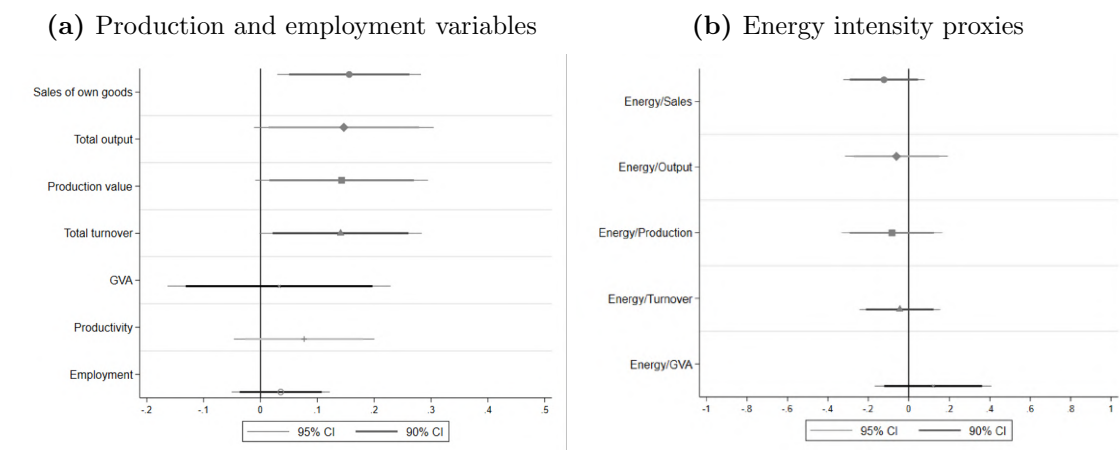 (a) Production and employment variables
Sales of own goods
Total output
Production value
Total turnover
GVA
Productivity
Employment
-.2 -.1 0 .1 .2 .3 .4 .5
95% CI 90% CI
(b) Energy intensity proxies
Energy/Sales
Energy/Output
Energy/Production
Energy/Turnover
Energy/GVA
-1 -.8 -.6 -.4 -.2 0 .2 .4 .6 .8 1
95% CI 90% CI